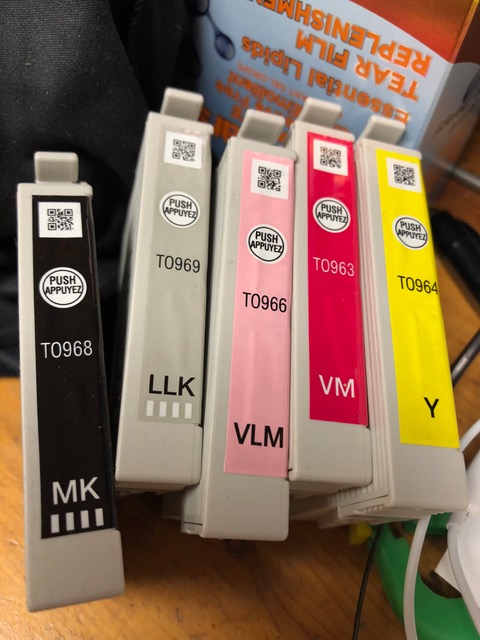 Essential Lipids
TEAR FILM
REPLENISHMEN
PUSH
APPUYEZ
T0968
MK
PUSH
APPUYEZ
T0969
LLK
PUSH
APPUYEZ
T0966
VLM
PUSH
APPUYEZ
T0963
VM
PUSH
APPUYEZ
T0964
Y